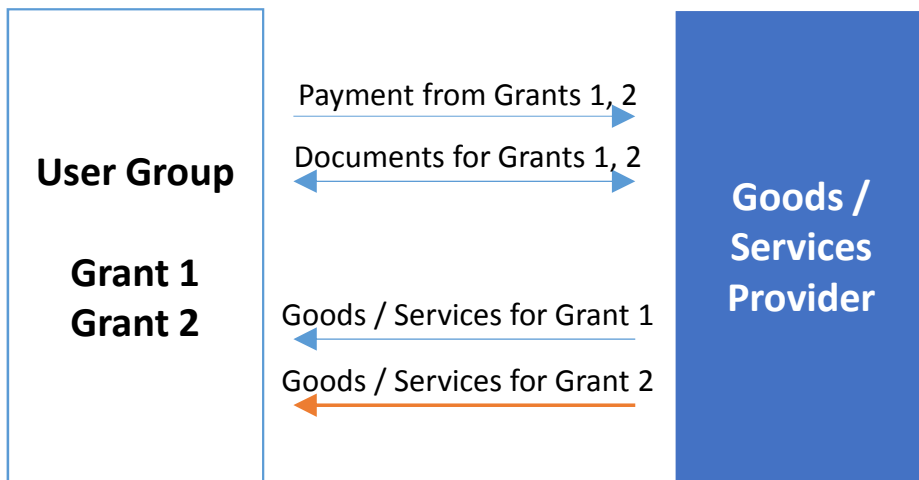 User Group
Grant 1
Grant 2
Payment from Grants 1, 2
Documents for Grants 1, 2
Goods / Services for Grant 1
Goods / Services for Grant 2
Goods /
Services
Provider